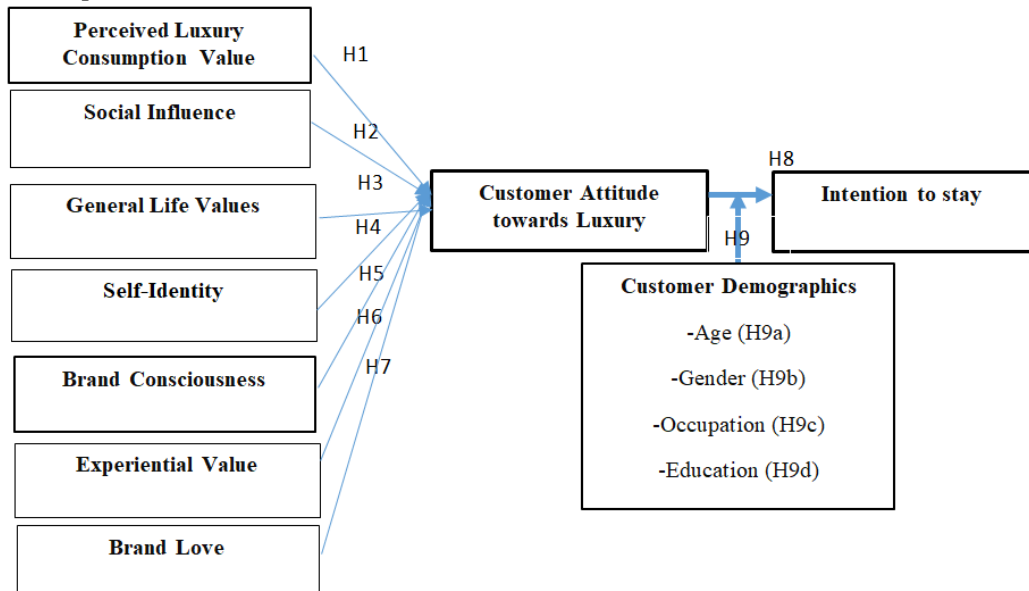 Perceived Luxury
Consumption Value
H1
Social Influence
H2
H3
General Life Values
H4
Self-Identity
H5
H6
Brand Consciousness
H7
Experiential Value
Brand Love
Customer Attitude
towards Luxury
H8
Intention to stay
H9
Customer Demographics
-Age (H9a)
-Gender (H9b)
-Occupation (H9c)
-Education (H9d)